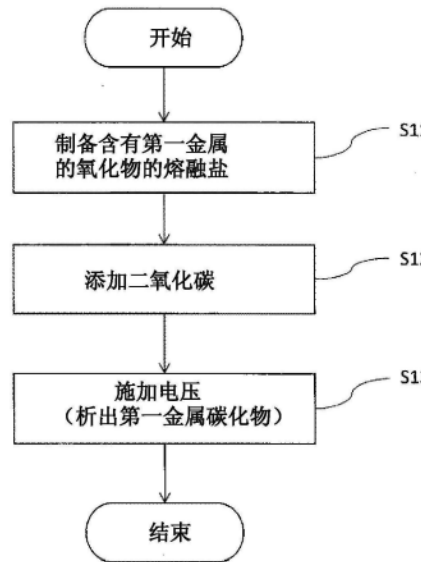 开始
制备含有第一金属
的氧化物的熔融盐
添加二氧化碳
施加电压
（析出第一金属碳化物）
结束